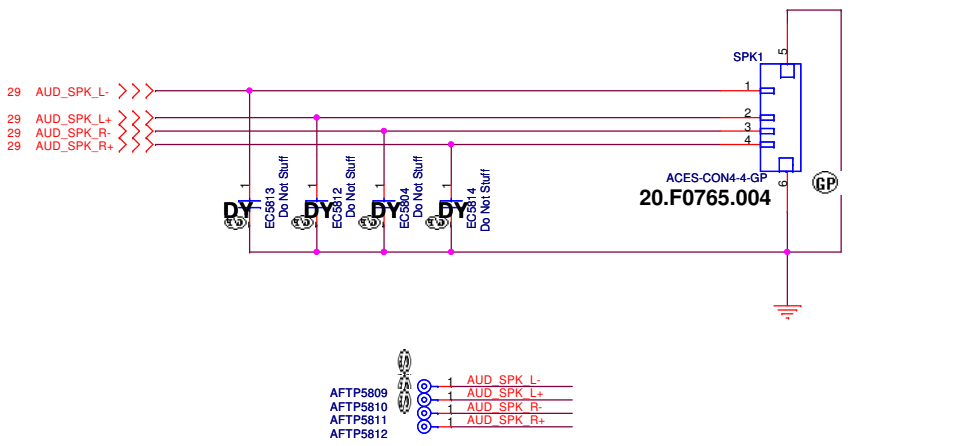 SPK1
5
29 AUD_SPK_L- 1
29 AUD_SPK_L+ 2
29 AUD_SPK_R- 3
29 AUD_SPK_R+ 4
6
ACES-CON4-4-GP
20.F0765.004
GP
1
DY
EC5813
Do Not Stuff
1
DY
EC5812
Do Not Stuff
1
DY
EC5804
Do Not Stuff
1
DY
EC5814
Do Not Stuff
AFTP5809 1 AUD_SPK_L-
AFTP5810 1 AUD_SPK_L+
AFTP5811 1 AUD_SPK_R-
AFTP5812 1 AUD_SPK_R+